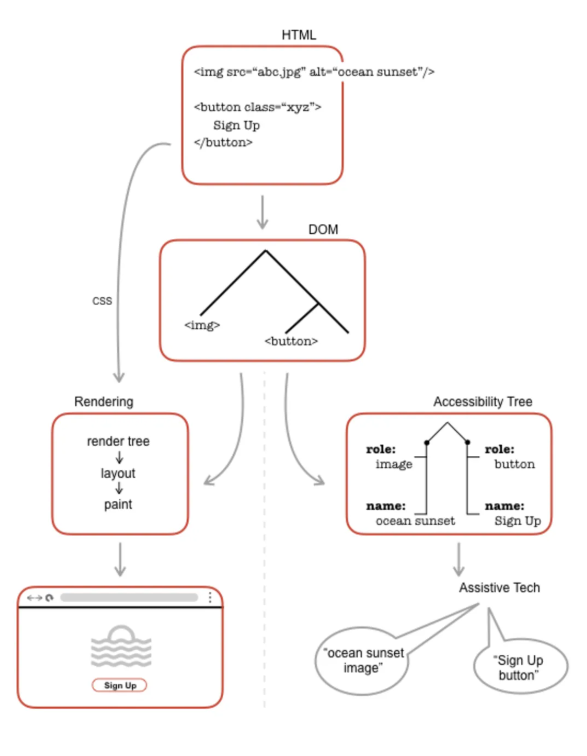 HTML
<img src=“abc.jpg” alt=“ocean sunset”/>
<button class=“xyz”>
Sign Up
</button>
DOM
<img>
<button>
CSS
Rendering
render tree
layout
paint
Accessibility Tree
role:
image
role:
button
name:
ocean sunset
name:
Sign Up
Sign Up
Assistive Tech
“ocean sunset
image”
“Sign Up
button”